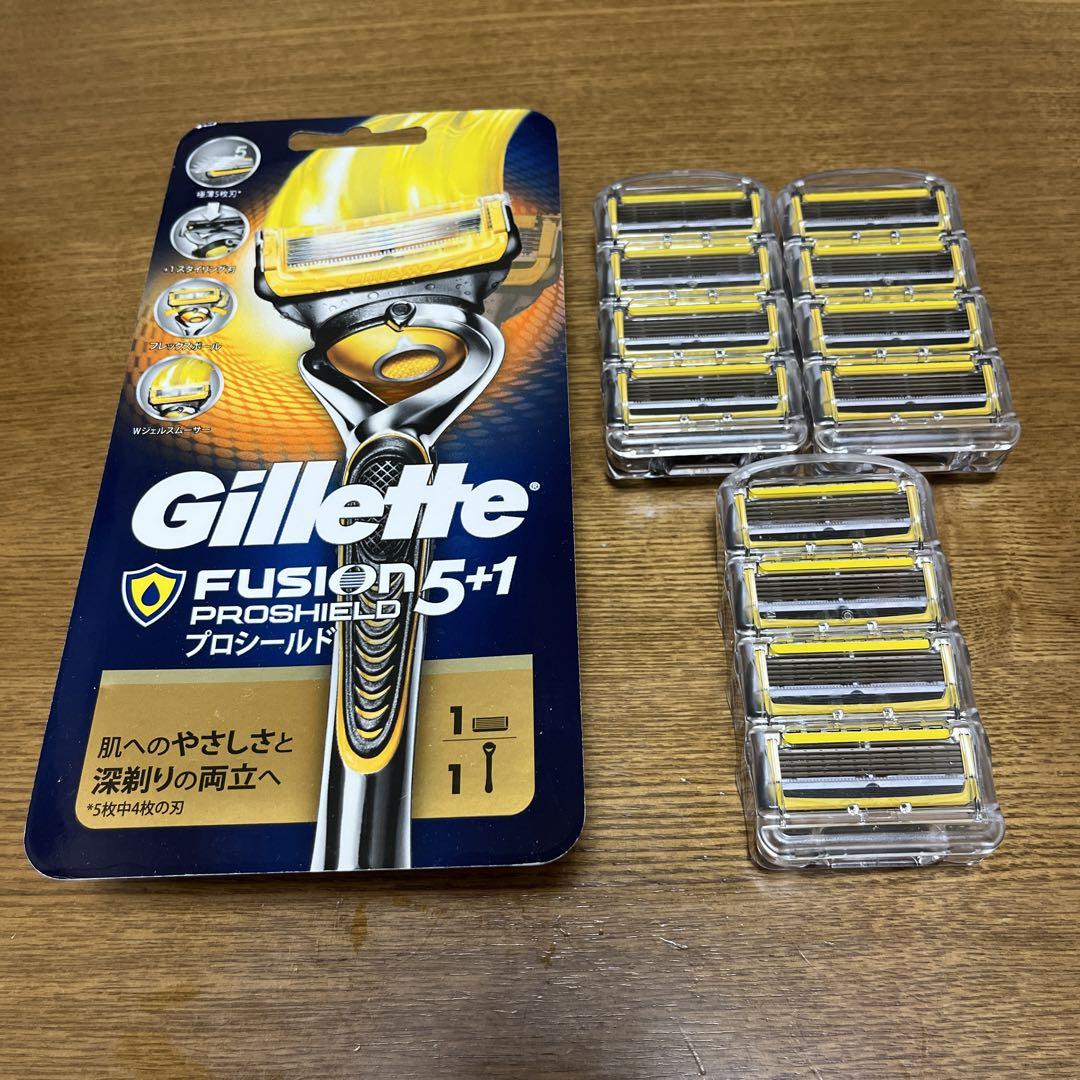 5
極薄5枚刃*
+1スタイリング刃
フレックスボール
Wジェルスムーサー
Gillette
Gillette®
FUSION5+1
PROSHIELD
プロシールド
肌へのやさしさと
深剃りの両立へ
*5枚中4枚の刃
1
1